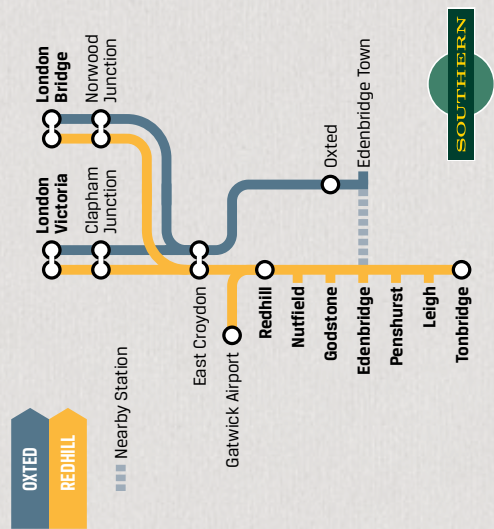 London
Bridge
Norwood
Junction
London
Victoria
Clapham
Junction
Oxted
Edenbridge Town
East Croydon
Gatwick Airport
Redhill
Nutfield
Godstone
Edenbridge
Penshurst
Leigh
Tonbridge
Nearby Station
OXTED
REDHILL
SOUTHERN